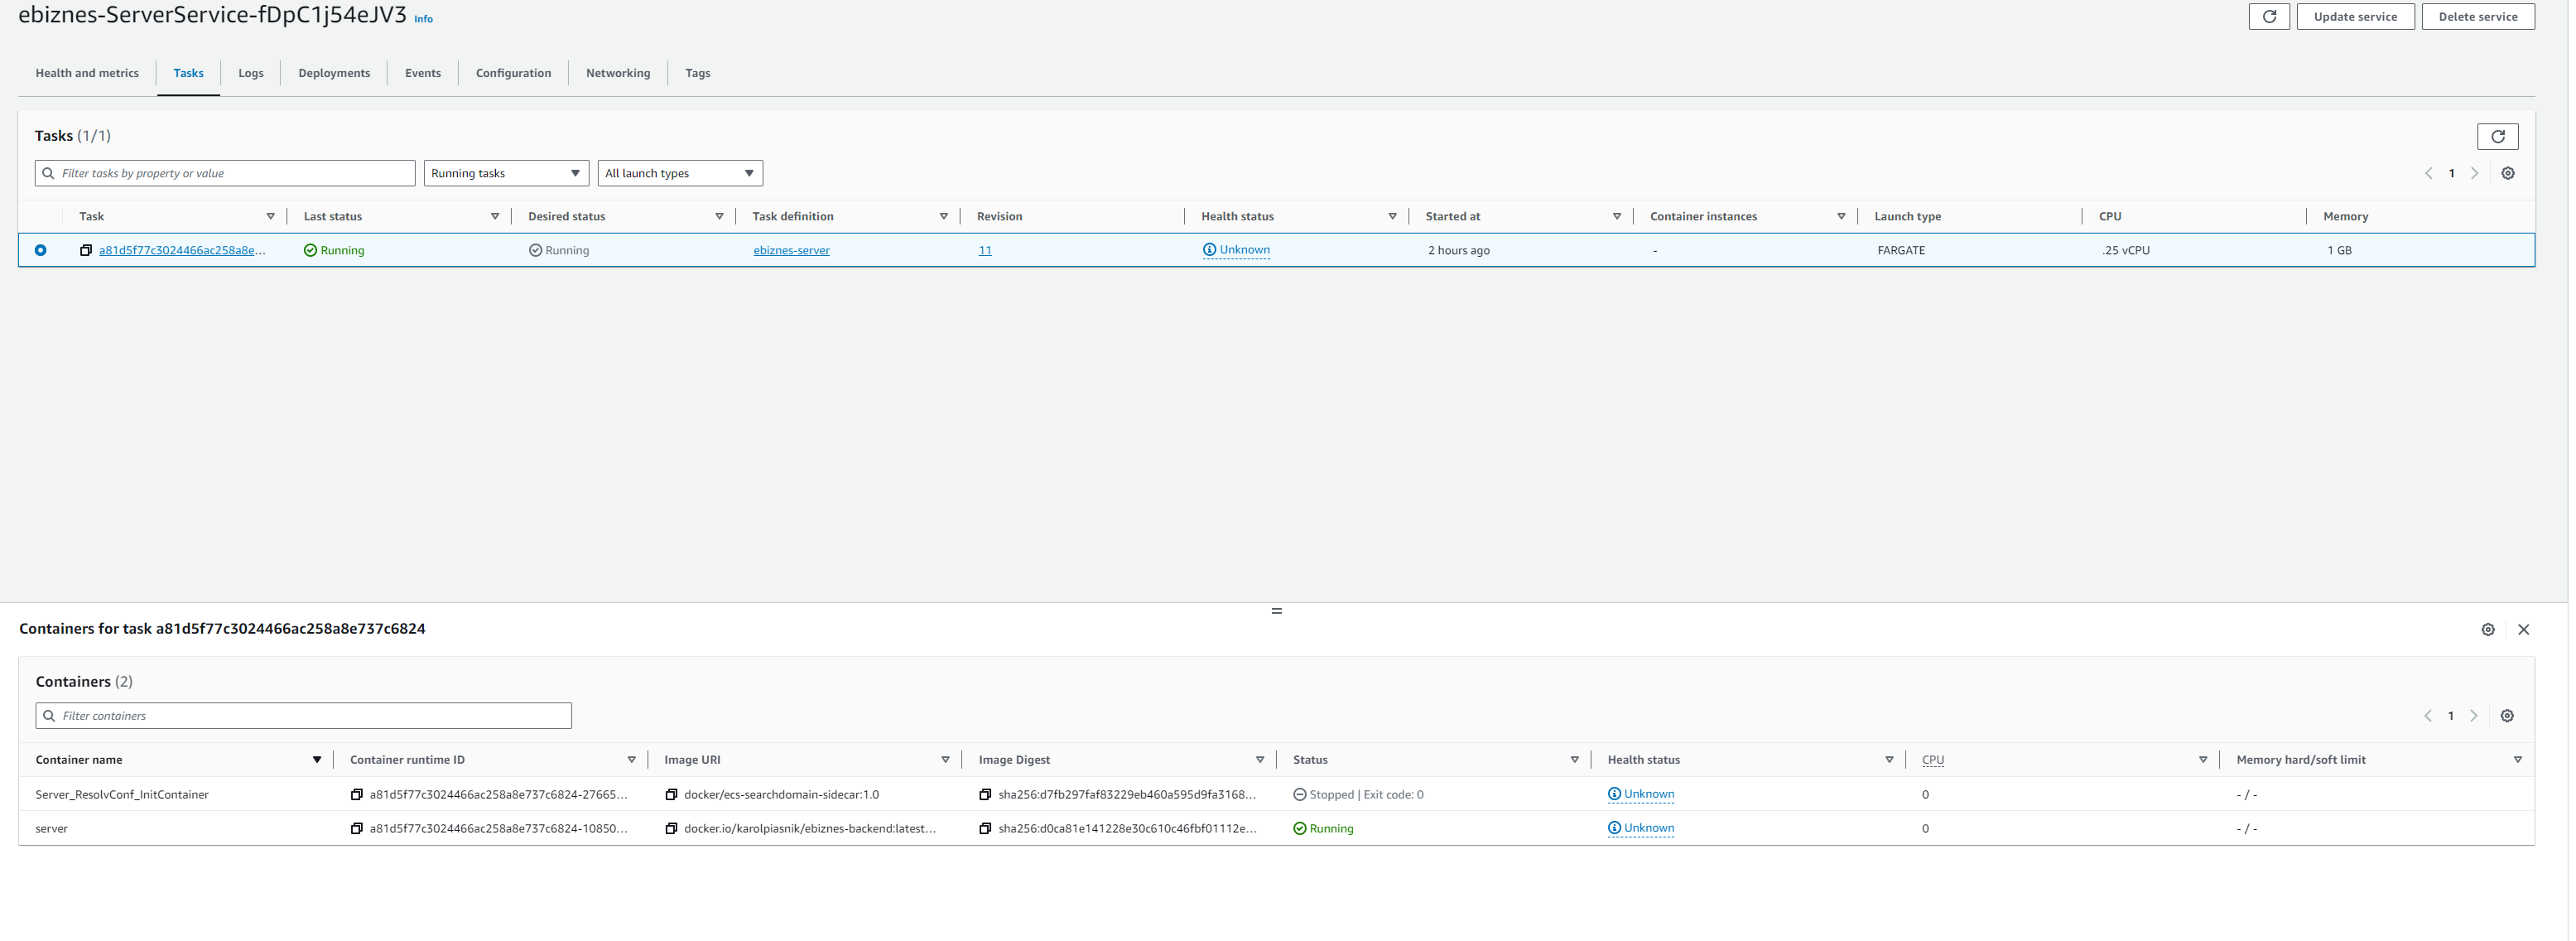 ebiznes-ServerService-fDpC1j54eJV3 Info
Update service Delete service
Health and metrics Tasks Logs Deployments Events Configuration Networking Tags
Tasks (1/1)
Filter tasks by property or value Running tasks All launch types 1
Task Last status Desired status Task definition Revision Health status Started at Container instances Launch type CPU Memory
a81d5f77c3024466ac258a8e... Running Running ebiznes-server 11 Unknown 2 hours ago - FARGATE .25 vCPU 1 GB
Containers for task a81d5f77c3024466ac258a8e737c6824
Containers (2)
Filter containers 1
Container name Container runtime ID Image URI Image Digest Status Health status CPU Memory hard/soft limit
Server_ResolvConf_InitContainer a81d5f77c3024466ac258a8e737c6824-27665... docker/ecs-searchdomain-sidecar:1.0 sha256:d7fb297faf83229eb460a595d9fa3168... Stopped | Exit code: 0 Unknown 0 - / -
server a81d5f77c3024466ac258a8e737c6824-10850... docker.io/karolpiasnik/ebiznes-backend:latest... sha256:d0ca81e141228e30c610c46fbf01112e... Running Unknown 0 - / -